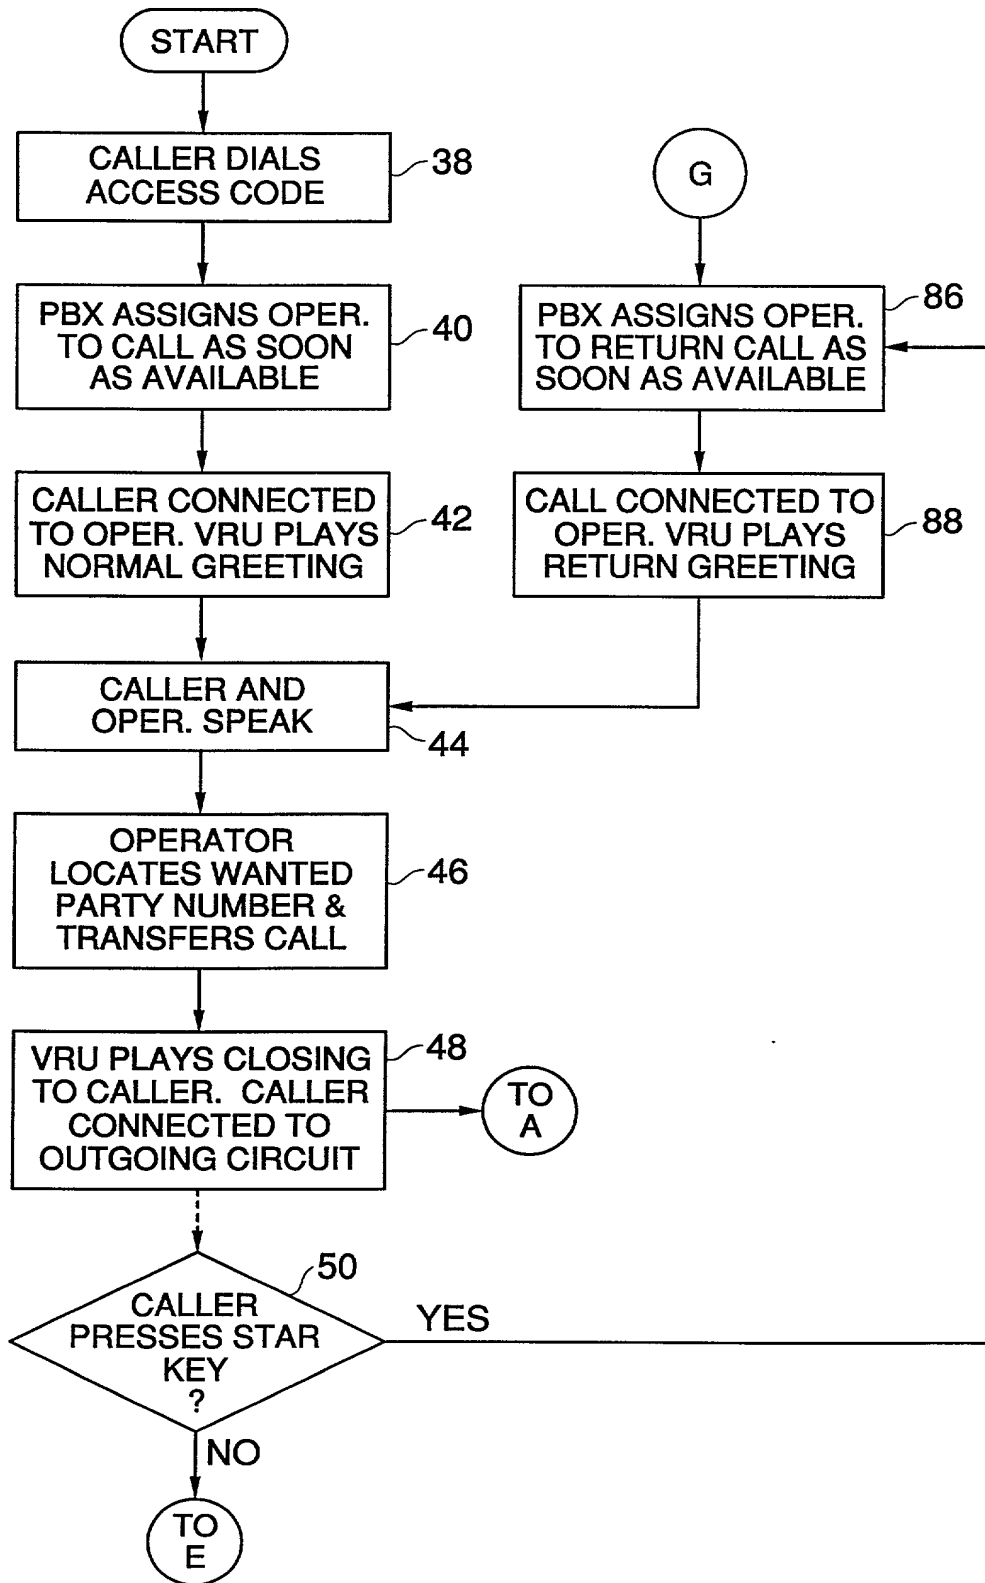 START
CALLER DIALS
ACCESS CODE
38
G
PBX ASSIGNS OPER.
TO CALL AS SOON
AS AVAILABLE
40
PBX ASSIGNS OPER.
TO RETURN CALL AS
SOON AS AVAILABLE
86
CALLER CONNECTED
TO OPER. VRU PLAYS
NORMAL GREETING
42
CALL CONNECTED TO
OPER. VRU PLAYS
RETURN GREETING
88
CALLER AND
OPER. SPEAK
44
OPERATOR
LOCATES WANTED
PARTY NUMBER &
TRANSFERS CALL
46
VRU PLAYS CLOSING
TO CALLER. CALLER
CONNECTED TO
OUTGOING CIRCUIT
48
TO
A
CALLER
PRESSES STAR
KEY
?
50
YES
NO
TO
E